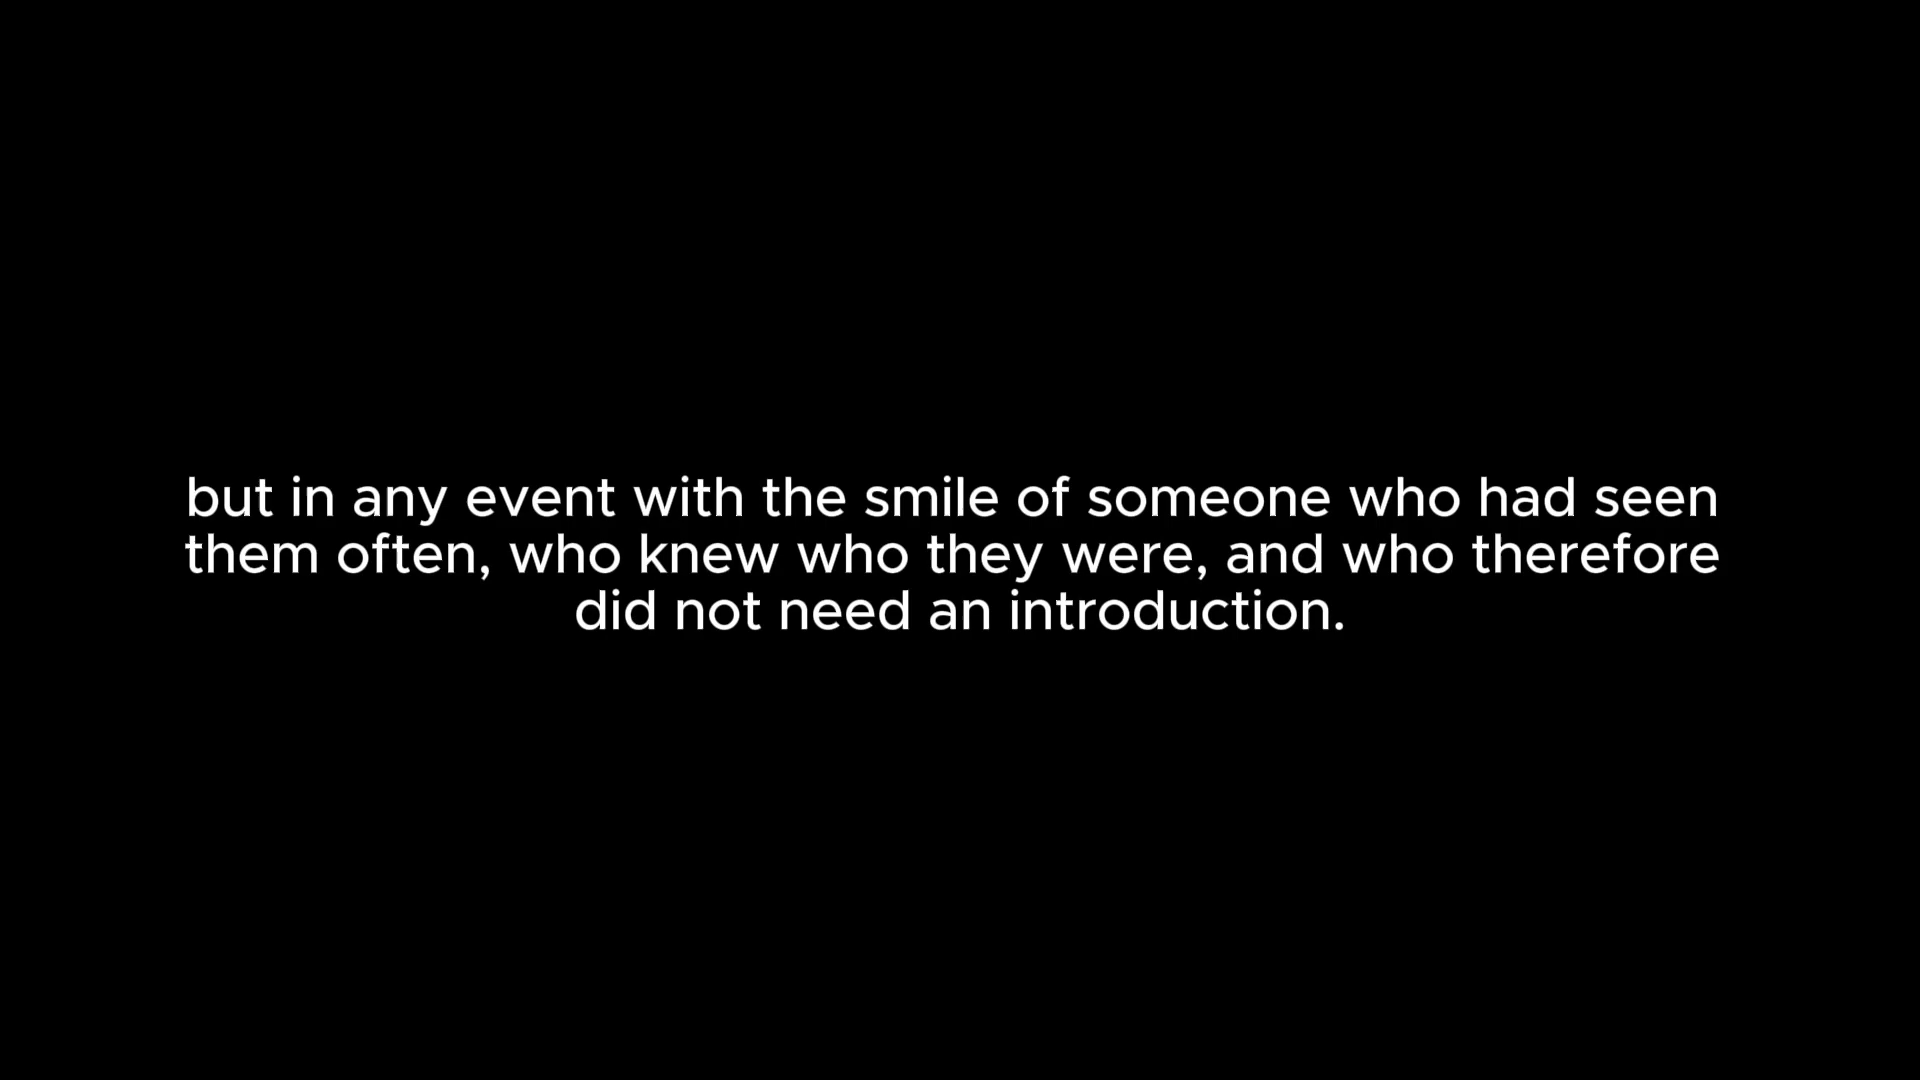 but in any event with the smile of someone who had seen
them often, who knew who they were, and who therefore
did not need an introduction.